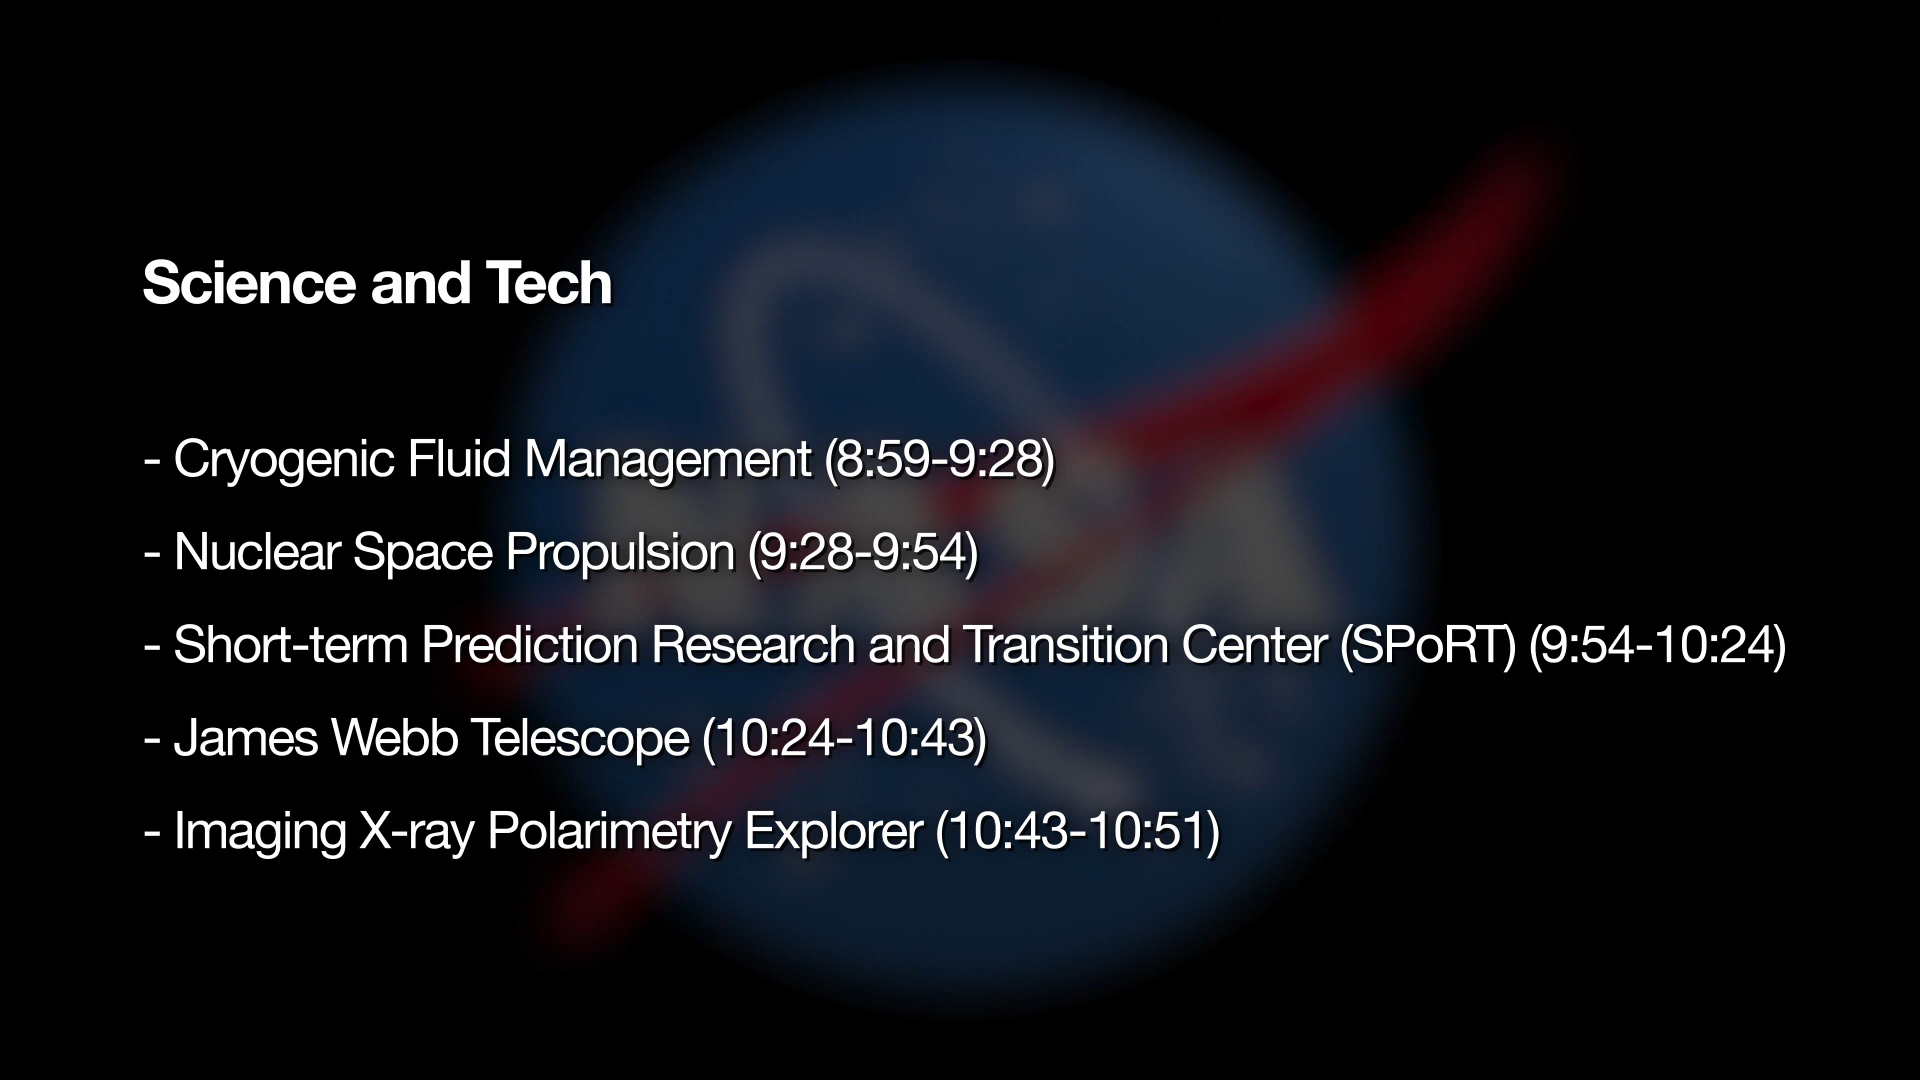 Science and Tech
- Cryogenic Fluid Management (8:59-9:28)
- Nuclear Space Propulsion (9:28-9:54)
- Short-term Prediction Research and Transition Center (SPoRT) (9:54-10:24)
- James Webb Telescope (10:24-10:43)
- Imaging X-ray Polarimetry Explorer (10:43-10:51)
NASA